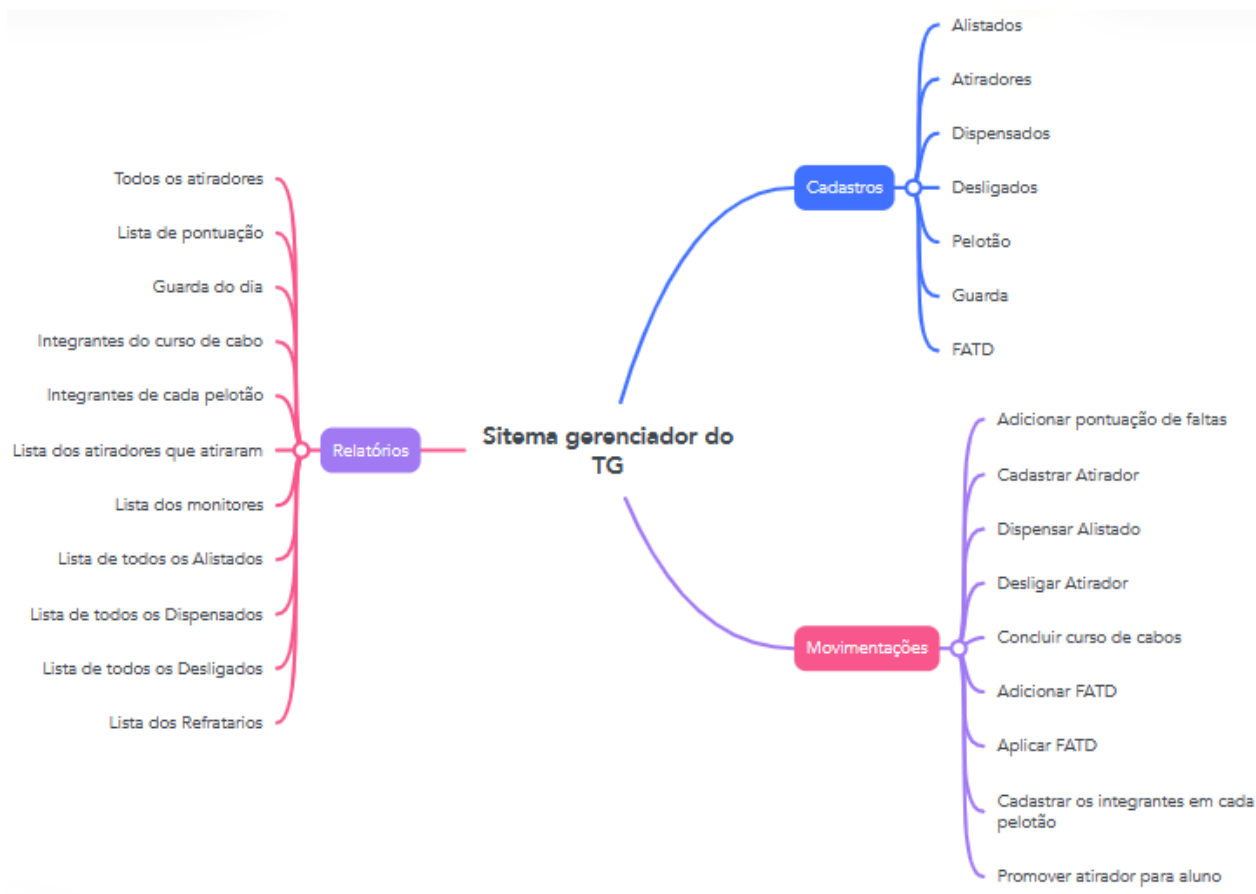 Sitema gerenciador do
TG
Cadastros
Alistados
Atiradores
Dispensados
Desligados
Pelotão
Guarda
FATD
Movimentações
Adicionar pontuação de faltas
Cadastrar Atirador
Dispensar Alistado
Desligar Atirador
Concluir curso de cabos
Adicionar FATD
Aplicar FATD
Cadastrar os integrantes em cada
pelotão
Promover atirador para aluno
Relatórios
Todos os atiradores
Lista de pontuação
Guarda do dia
Integrantes do curso de cabo
Integrantes de cada pelotão
Lista dos atiradores que atiraram
Lista dos monitores
Lista de todos os Alistados
Lista de todos os Dispensados
Lista de todos os Desligados
Lista dos Refratarios